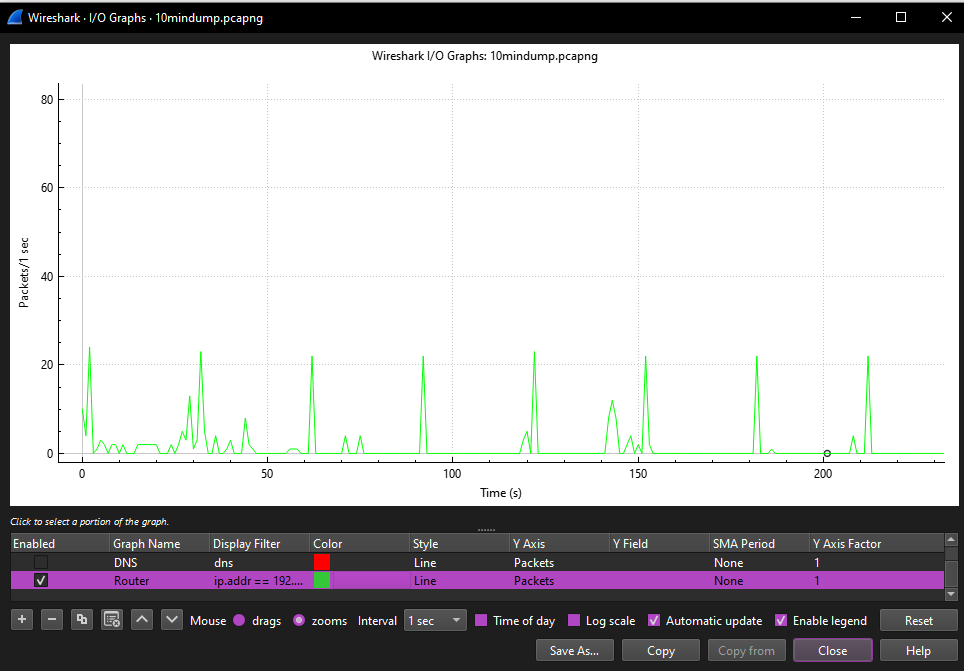 Wireshark · I/O Graphs · 10mindump.pcapng
Wireshark I/O Graphs: 10mindump.pcapng
80
60
40
20
0
Packets/1 sec
0 50 100 150 200
Time (s)
Click to select a portion of the graph.
Enabled Graph Name Display Filter Color Style Y Axis Y Field SMA Period Y Axis Factor
DNS dns Line Packets None 1
Router ip.addr == 192.... Line Packets None 1
Mouse drags zooms Interval 1 sec Time of day Log scale Automatic update Enable legend Reset
Save As... Copy Copy from Close Help